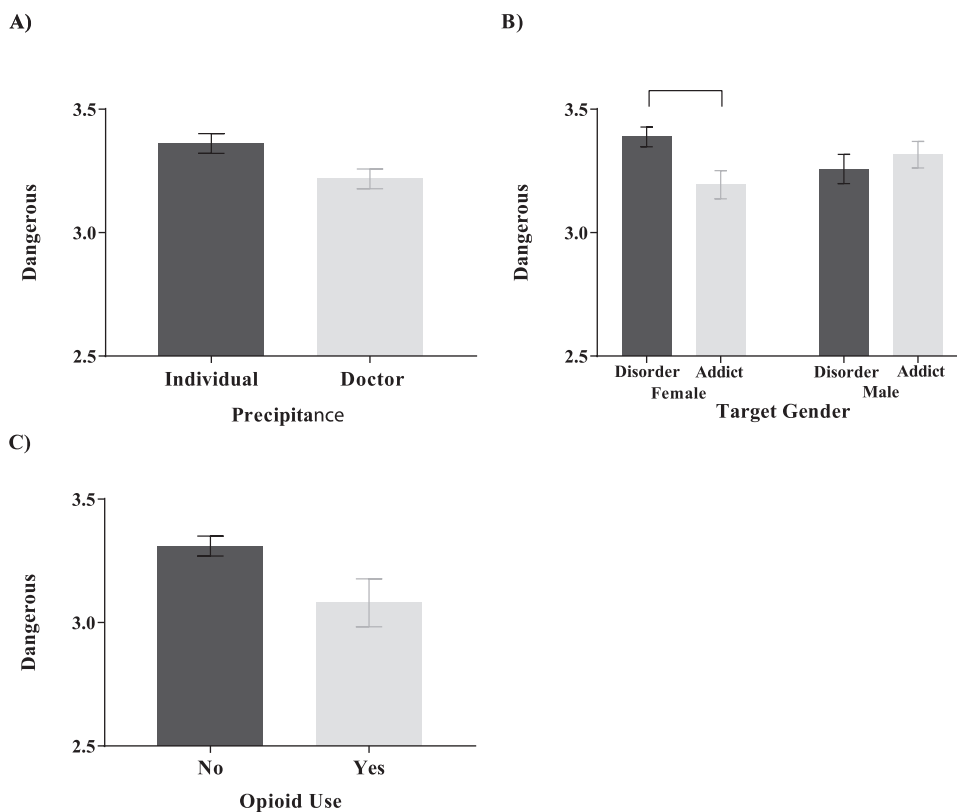 A)
3.5
3.0
2.5
Dangerous
Individual Doctor
Precipitance
B)
3.5
3.0
2.5
Dangerous
Disorder Addict Disorder Addict
Female Male
Target Gender
C)
3.5
3.0
2.5
Dangerous
No Yes
Opioid Use